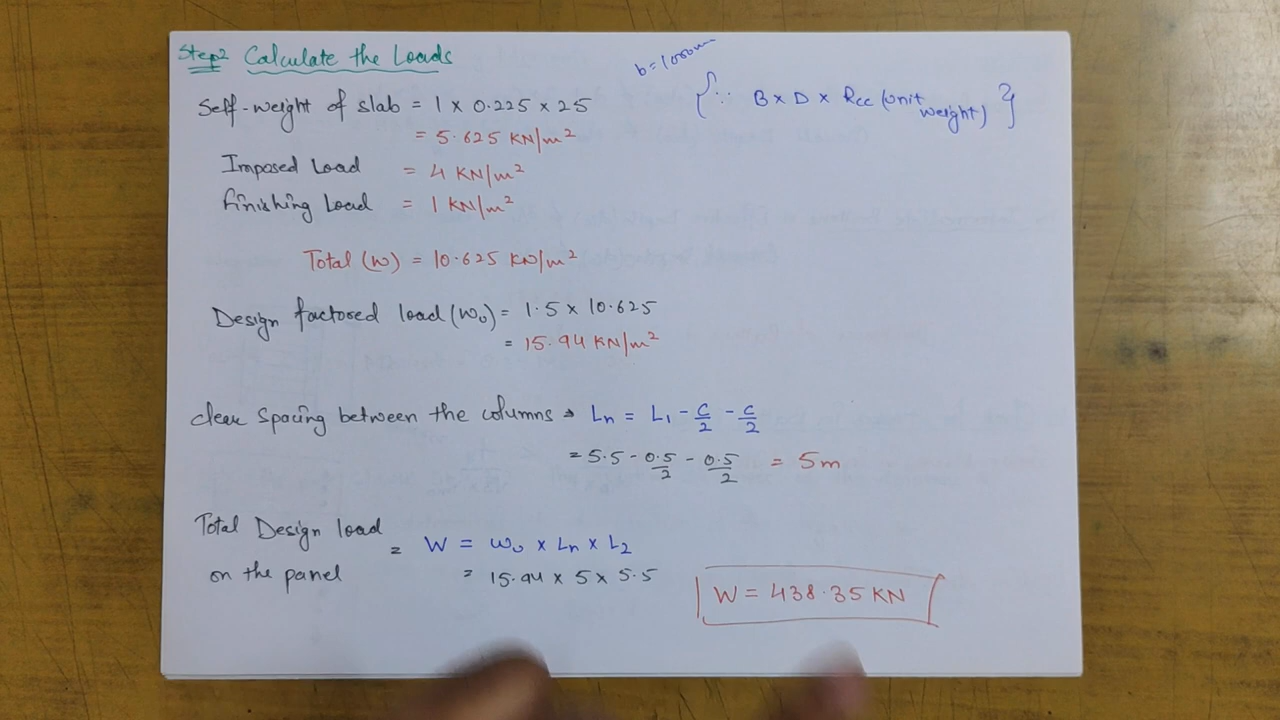 Step2 Calculate the Loads
b = 1000mm
Self-weight of slab = 1 x 0.225 x 25
{∵ B x D x Rcc (unit weight) }
= 5.625 KN/m²
Imposed Load = 4 KN/m²
Finishing Load = 1 KN/m²
Total (w) = 10.625 KN/m²
Design factored load (wo) = 1.5 x 10.625
= 15.94 KN/m²
Clear Spacing between the columns → Ln = L1 - C/2 - C/2
= 5.5 - 0.5/2 - 0.5/2 = 5m
Total Design load on the panel = W = wo x Ln x L2
= 15.94 x 5 x 5.5
W = 438.35 KN